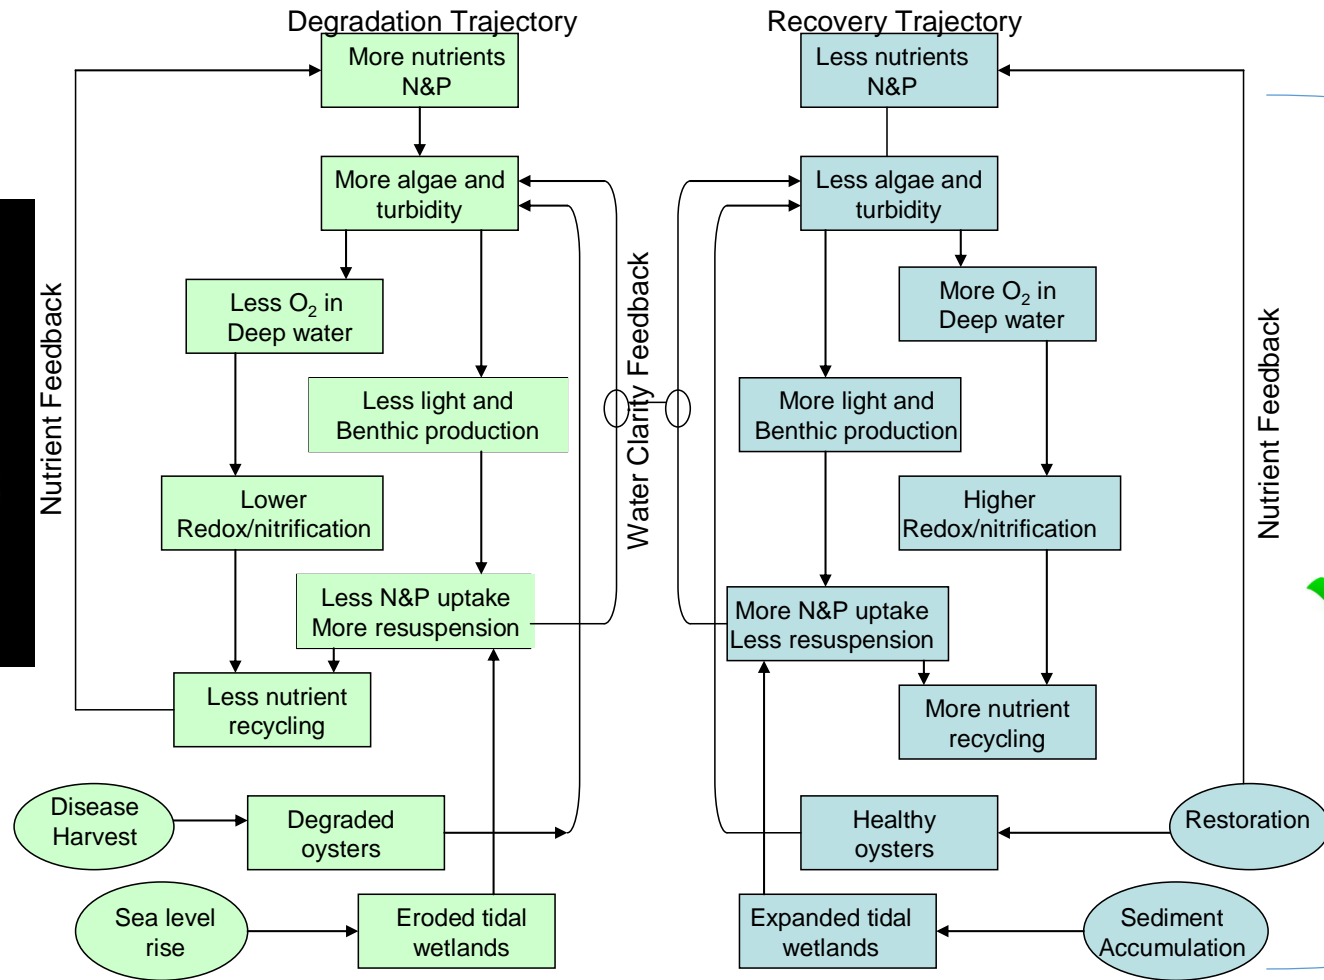 Degradation Trajectory
Recovery Trajectory
More nutrients
N&P
Less nutrients
N&P
More algae and
turbidity
Less algae and
turbidity
Less O₂ in
Deep water
More O₂ in
Deep water
Less light and
Benthic production
More light and
Benthic production
Lower
Redox/nitrification
Higher
Redox/nitrification
Less N&P uptake
More resuspension
More N&P uptake
Less resuspension
Less nutrient
recycling
More nutrient
recycling
Nutrient Feedback
Water Clarity Feedback
Nutrient Feedback
Disease
Harvest
Degraded
oysters
Healthy
oysters
Restoration
Sea level
rise
Eroded tidal
wetlands
Expanded tidal
wetlands
Sediment
Accumulation